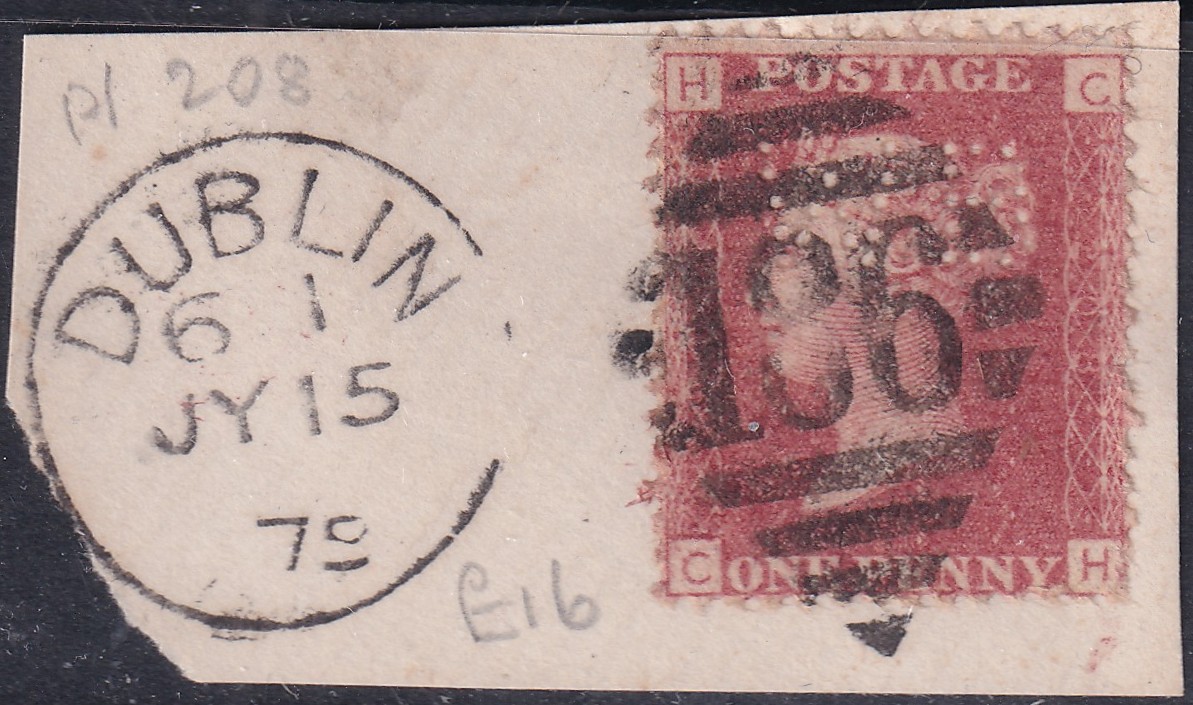 Pl 208
DUBLIN
6 1
JY 15
79
E16
H POSTAGE C
186
C ONE PENNY H